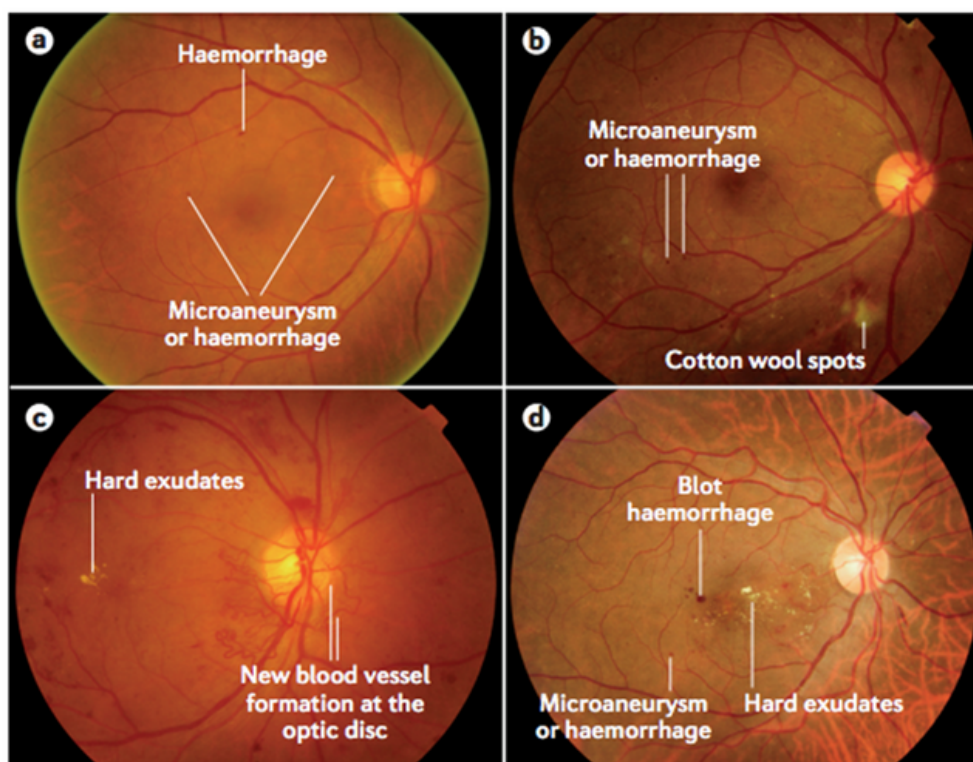 a
Haemorrhage
Microaneurysm
or haemorrhage
b
Microaneurysm
or haemorrhage
Cotton wool spots
c
Hard exudates
New blood vessel
formation at the
optic disc
d
Blot
haemorrhage
Microaneurysm
or haemorrhage
Hard exudates